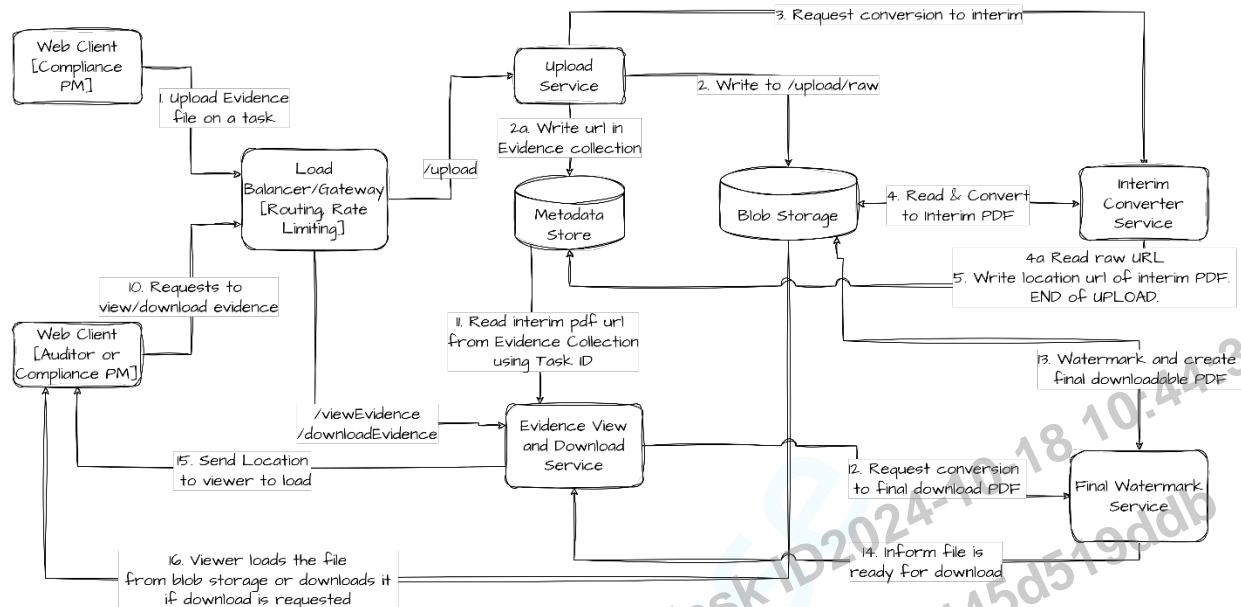 3. Request conversion to interim
Web Client
[Compliance
PM]
Upload
Service
2. Write to /upload/raw
1. Upload Evidence
file on a task
2a. Write url in
Evidence collection
Load
Balancer/Gateway
[Routing, Rate
Limiting]
/upload
Metadata
Store
Blob Storage
4. Read & Convert
to Interim PDF
Interim
Converter
Service
4a Read raw URL
5. Write location url of interim PDF.
END of UPLOAD.
10. Requests to
view/download evidence
Web Client
[Auditor or
Compliance PM]
11. Read interim pdf url
from Evidence Collection
using Task ID
13. Watermark and create
final downloadable PDF
/viewEvidence
/downloadEvidence
Evidence View
and Download
Service
15. Send Location
to viewer to load
12. Request conversion
to final download PDF
Final Watermark
Service
14. Inform file is
ready for download
16. Viewer loads the file
from blob storage or downloads it
if download is requested
ID2024-10-18 10:44-3
45d519ddb